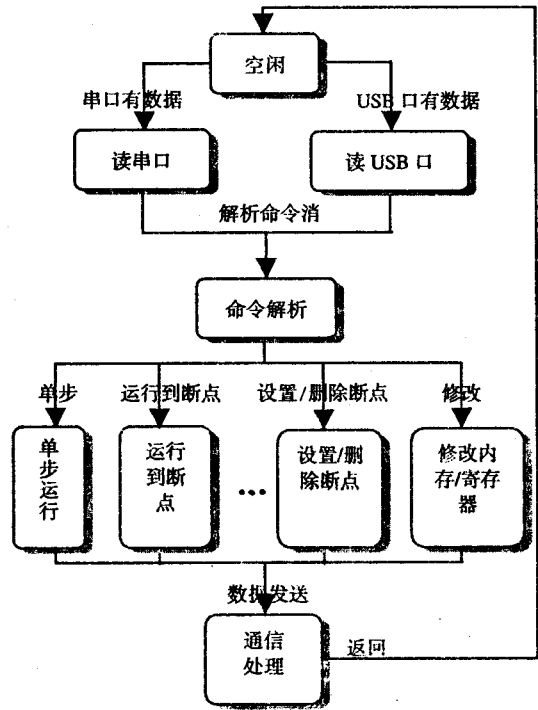 空闲
串口有数据
USB 口有数据
读串口
读 USB 口
解析命令消
命令解析
单步
运行到断点
设置/删除断点
修改
单
步
运
行
运行
到断
点
...
设置/删
除断点
修改内
存/寄存
器
数据发送
通信
处理
返回